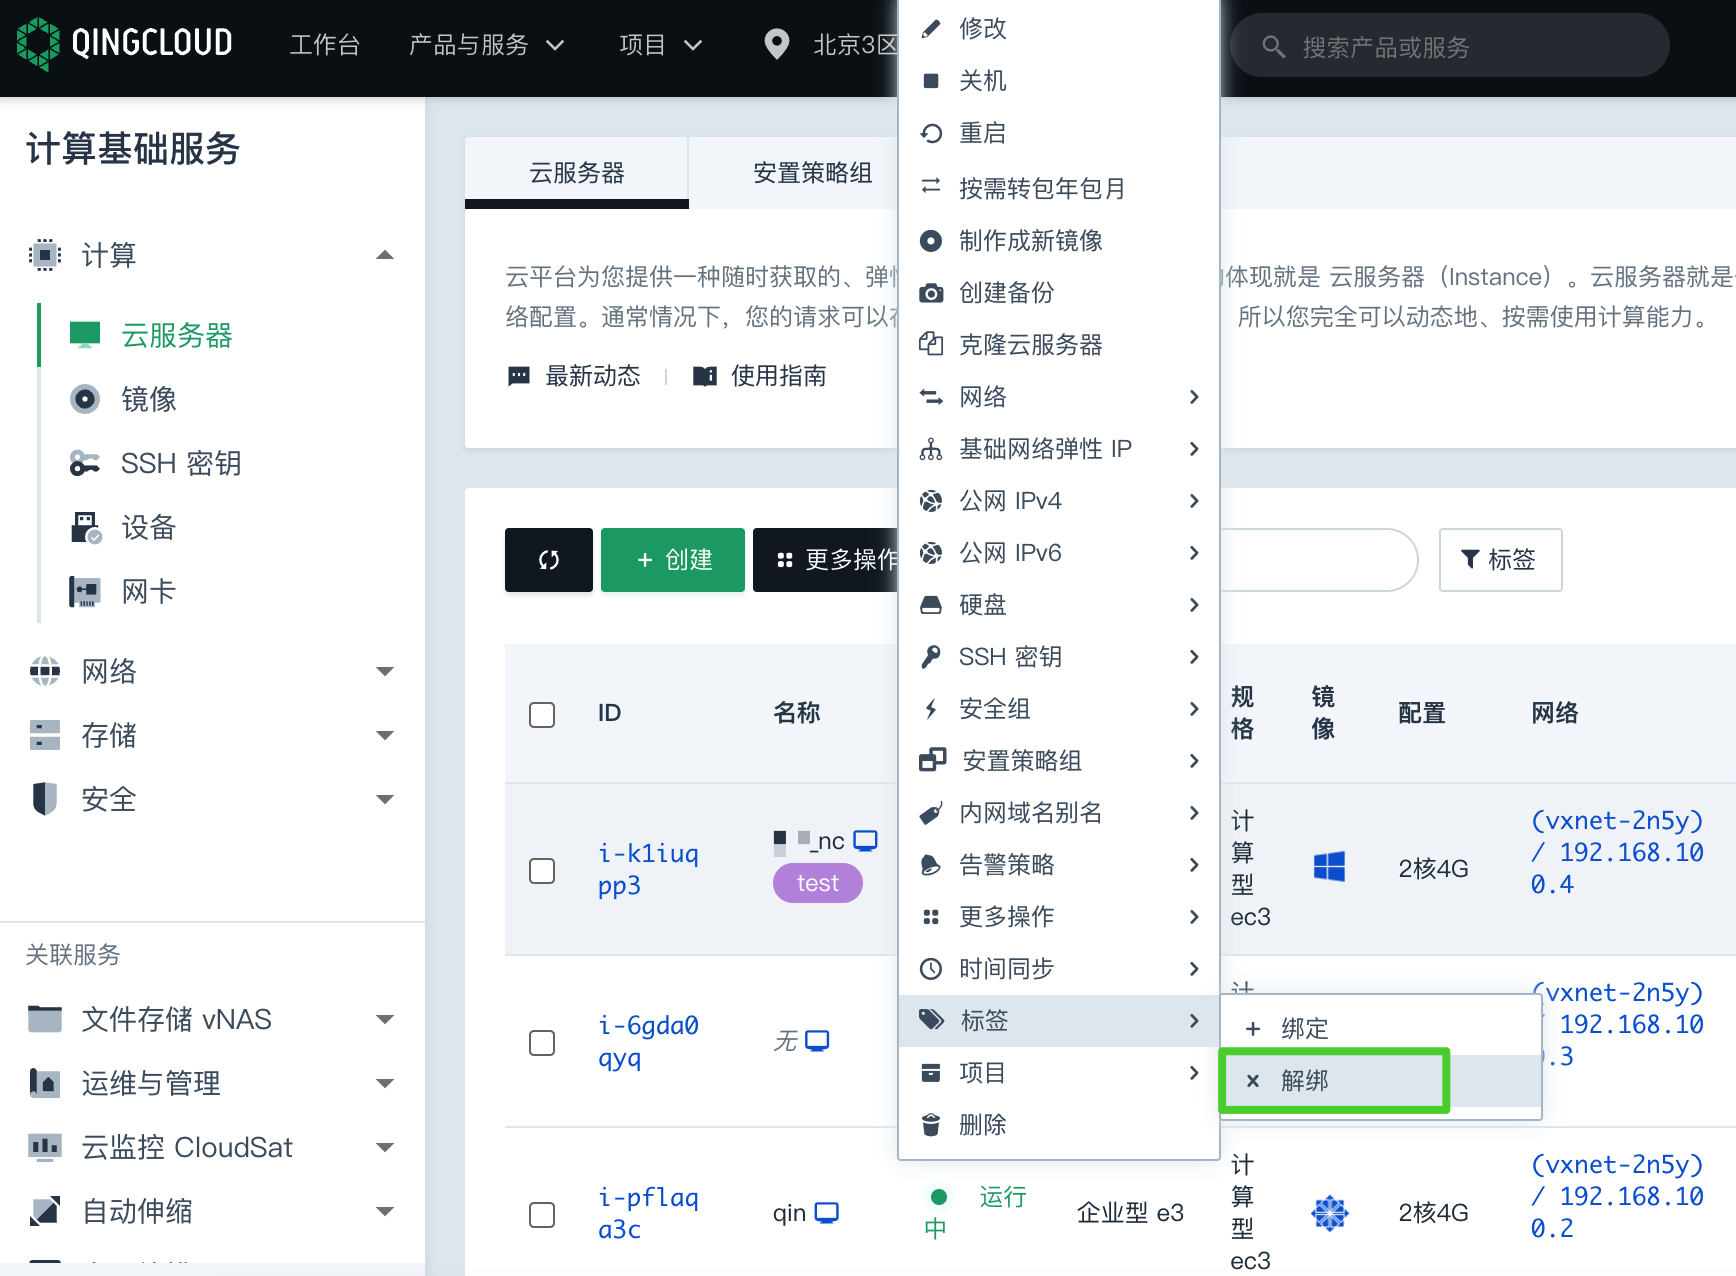 QINGCLOUD
工作台
产品与服务
项目
北京3区
搜索产品或服务
计算基础服务
计算
云服务器
镜像
SSH 密钥
设备
网卡
网络
存储
安全
关联服务
文件存储 vNAS
运维与管理
云监控 CloudSat
自动伸缩
云服务器
安置策略组
云平台为您提供一种随时获取的、弹
体现就是 云服务器（Instance）。云服务器就是
络配置。通常情况下，您的请求可以
所以您完全可以动态地、按需使用计算能力。
最新动态
使用指南
创建
更多操作
标签
ID
名称
规格
镜像
配置
网络
i-k1iuq
pp3
_nc
test
计算型
ec3
2核4G
(vxnet-2n5y)
/ 192.168.10
0.4
i-6gda0
qyq
无
计
(vxnet-2n5y)
192.168.10
.3
i-pflaq
a3c
qin
运行
中
企业型 e3
计算型
ec3
2核4G
(vxnet-2n5y)
/ 192.168.10
0.2
修改
关机
重启
按需转包年包月
制作成新镜像
创建备份
克隆云服务器
网络
基础网络弹性 IP
公网 IPv4
公网 IPv6
硬盘
SSH 密钥
安全组
安置策略组
内网域名别名
告警策略
更多操作
时间同步
标签
项目
删除
绑定
解绑